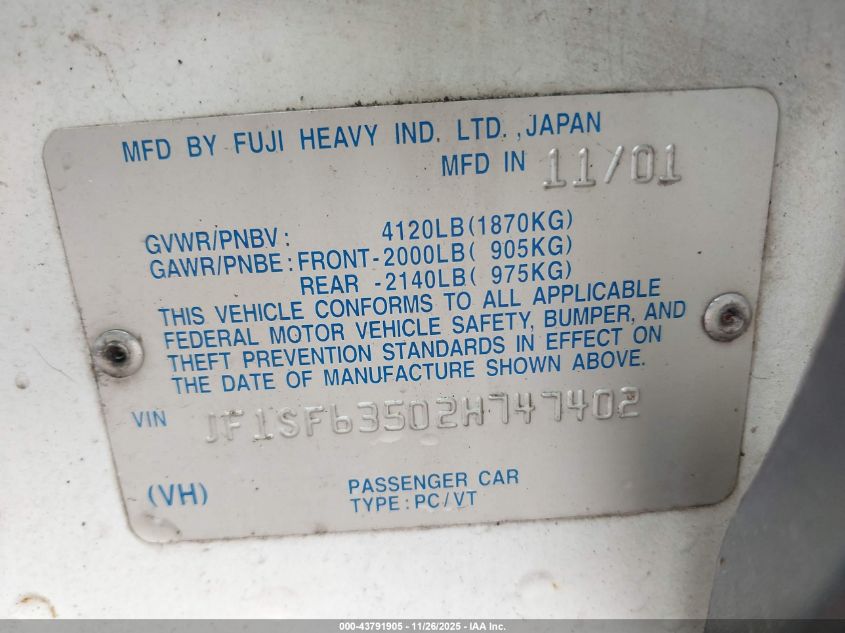 MFD BY FUJI HEAVY IND. LTD. ,JAPAN
MFD IN 11/01
GVWR/PNBV: 4120LB(1870KG)
GAWR/PNBE: FRONT-2000LB( 905KG)
REAR -2140LB( 975KG)
THIS VEHICLE CONFORMS TO ALL APPLICABLE
FEDERAL MOTOR VEHICLE SAFETY, BUMPER, AND
THEFT PREVENTION STANDARDS IN EFFECT ON
THE DATE OF MANUFACTURE SHOWN ABOVE.
VIN JF1SF63502H747402
(VH) PASSENGER CAR
TYPE: PC/VT
000-43791905 - 11/26/2025 - IAA Inc.